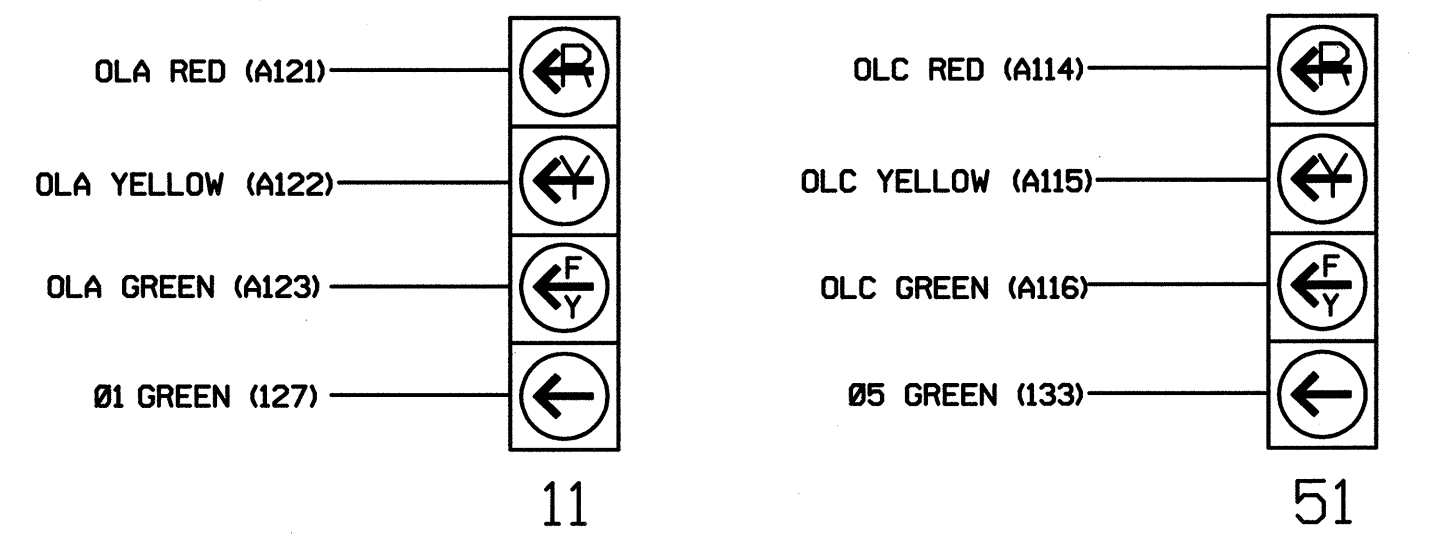 OLA RED (A121)
R
OLA YELLOW (A122)
Y
OLA GREEN (A123)
F
Y
Ø1 GREEN (127)
11
OLC RED (A114)
R
OLC YELLOW (A115)
Y
OLC GREEN (A116)
F
Y
Ø5 GREEN (133)
51